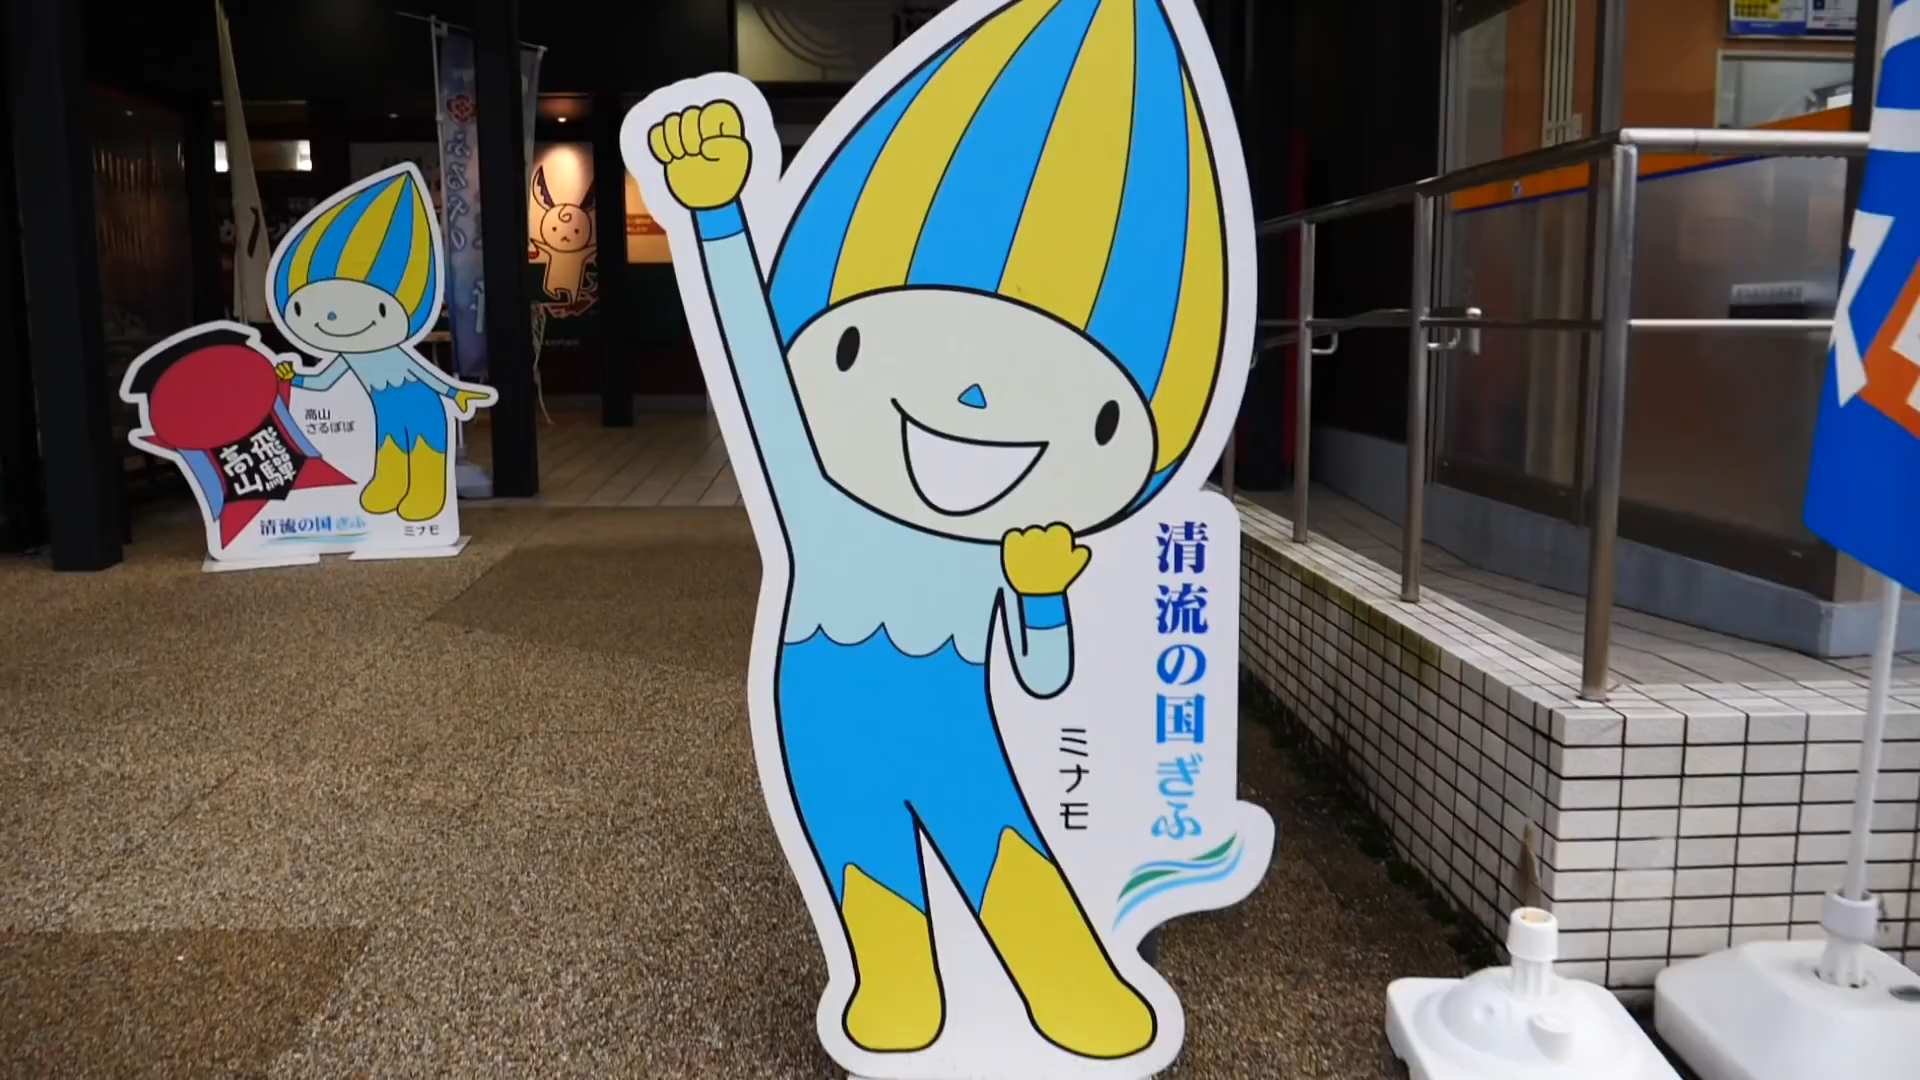 高山
さるぼぼ
飛騨
高山
清流の国ぎふ
ミナモ
清流の国ぎふ
ミナモ